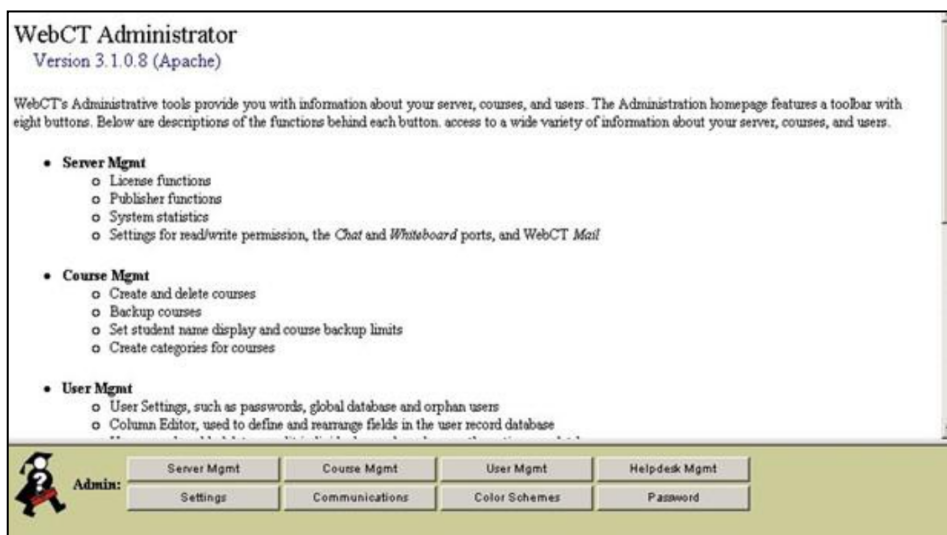 WebCT Administrator
Version 3.1.0.8 (Apache)
WebCT's Administrative tools provide you with information about your server, courses, and users. The Administration homepage features a toolbar with
eight buttons. Below are descriptions of the functions behind each button. access to a wide variety of information about your server, courses, and users.
• Server Mgmt
o License functions
o Publisher functions
o System statistics
o Settings for read/write permission, the Chat and Whiteboard ports, and WebCT Mail
• Course Mgmt
o Create and delete courses
o Backup courses
o Set student name display and course backup limits
o Create categories for courses
• User Mgmt
o User Settings, such as passwords, global database and orphan users
o Column Editor, used to define and rearrange fields in the user record database
Admin:
Server Mgmt Course Mgmt User Mgmt Helpdesk Mgmt
Settings Communications Color Schemes Password